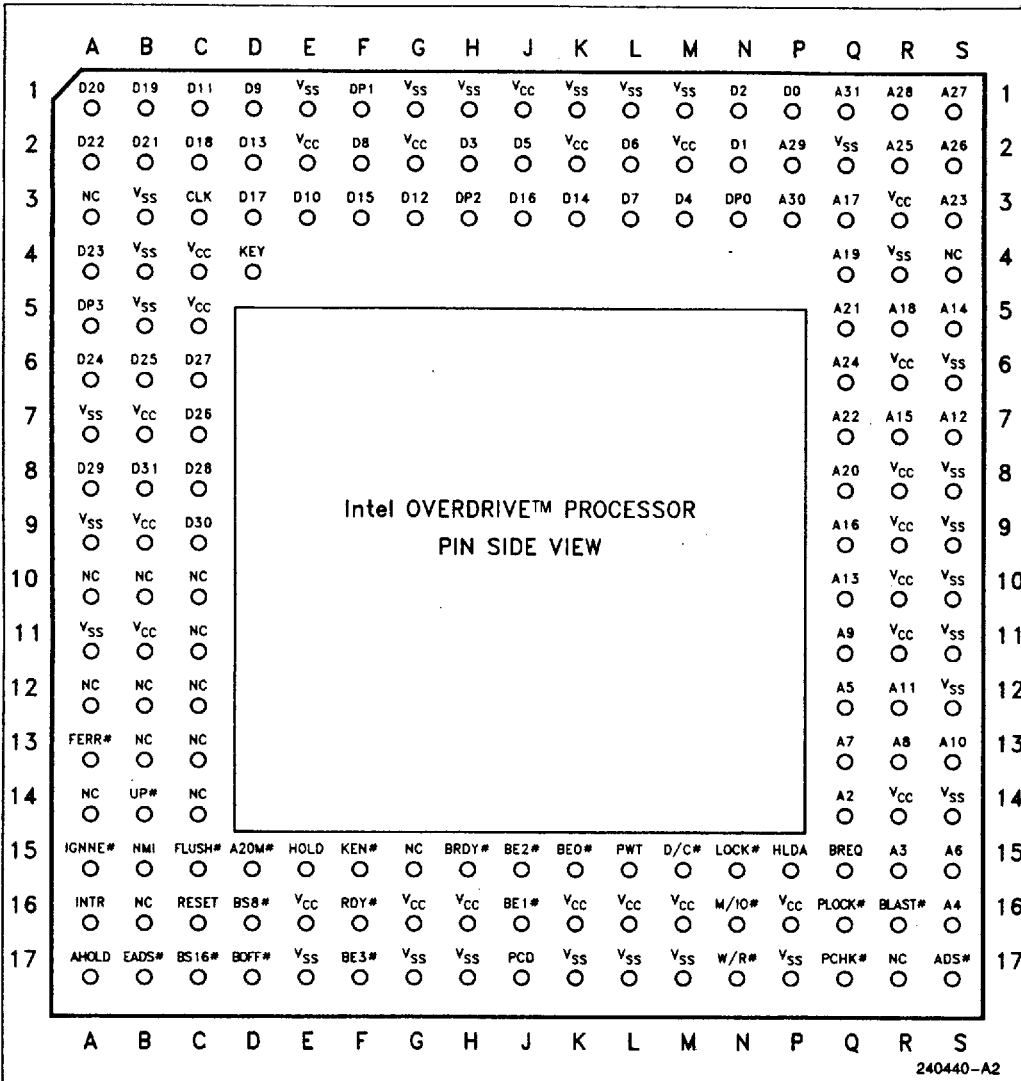 A B C D E F G H J K L M N P Q R S
1 D20 D19 D11 D9 VSS DP1 VSS VSS VCC VSS VSS VSS D2 D0 A31 A28 A27 1
2 D22 D21 D18 D13 VCC D8 VCC D3 D5 VCC D6 VCC D1 A29 VSS A25 A26 2
3 NC VSS CLK D17 D10 D15 D12 DP2 D16 D14 D7 D4 DP0 A30 A17 VCC A23 3
4 D23 VSS VCC KEY A19 VSS NC 4
5 DP3 VSS VCC A21 A18 A14 5
6 D24 D25 D27 A24 VCC VSS 6
7 VSS VCC D26 A22 A15 A12 7
8 D29 D31 D28 A20 VCC VSS 8
9 VSS VCC D30 A16 VCC VSS 9
Intel OVERDRIVE™ PROCESSOR
PIN SIDE VIEW
10 NC NC NC A13 VCC VSS 10
11 VSS VCC NC A9 VCC VSS 11
12 NC NC NC A5 A11 VSS 12
13 FERR# NC NC A7 A8 A10 13
14 NC UP# NC A2 VCC VSS 14
15 IGNNE# NMI FLUSH# A20M# HOLD KEN# NC BRDY# BE2# BE0# PWT D/C# LOCK# HLDA BREQ A3 A6 15
16 INTR NC RESET BS8# VCC RDY# VCC VCC BE1# VCC VCC VCC M/IO# VCC PLOCK# BLAST# A4 16
17 AHOLD EADS# BS16# BOFF# VSS BE3# VSS VSS PCD VSS VSS VSS W/R# VSS PCHK# NC ADS# 17
A B C D E F G H J K L M N P Q R S
240440-A2